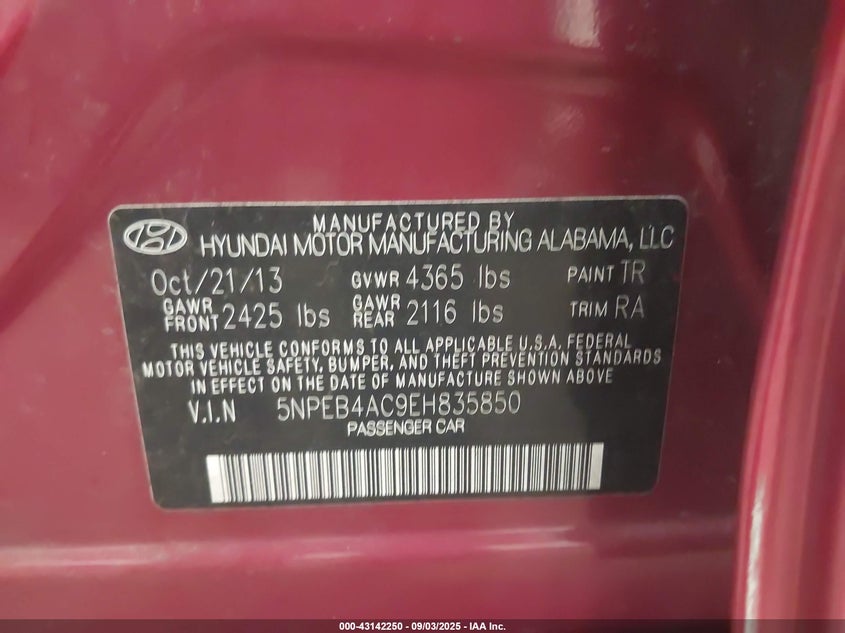 MANUFACTURED BY
HYUNDAI MOTOR MANUFACTURING ALABAMA, LLC
Oct/21/13 GVWR 4365 lbs PAINT TR
GAWR FRONT 2425 lbs GAWR REAR 2116 lbs TRIM RA
THIS VEHICLE CONFORMS TO ALL APPLICABLE U.S.A. FEDERAL
MOTOR VEHICLE SAFETY, BUMPER, AND THEFT PREVENTION STANDARDS
IN EFFECT ON THE DATE OF MANUFACTURE SHOWN ABOVE
V.I.N 5NPEB4AC9EH835850
PASSENGER CAR
000-43142250 - 09/03/2025 - IAA Inc.